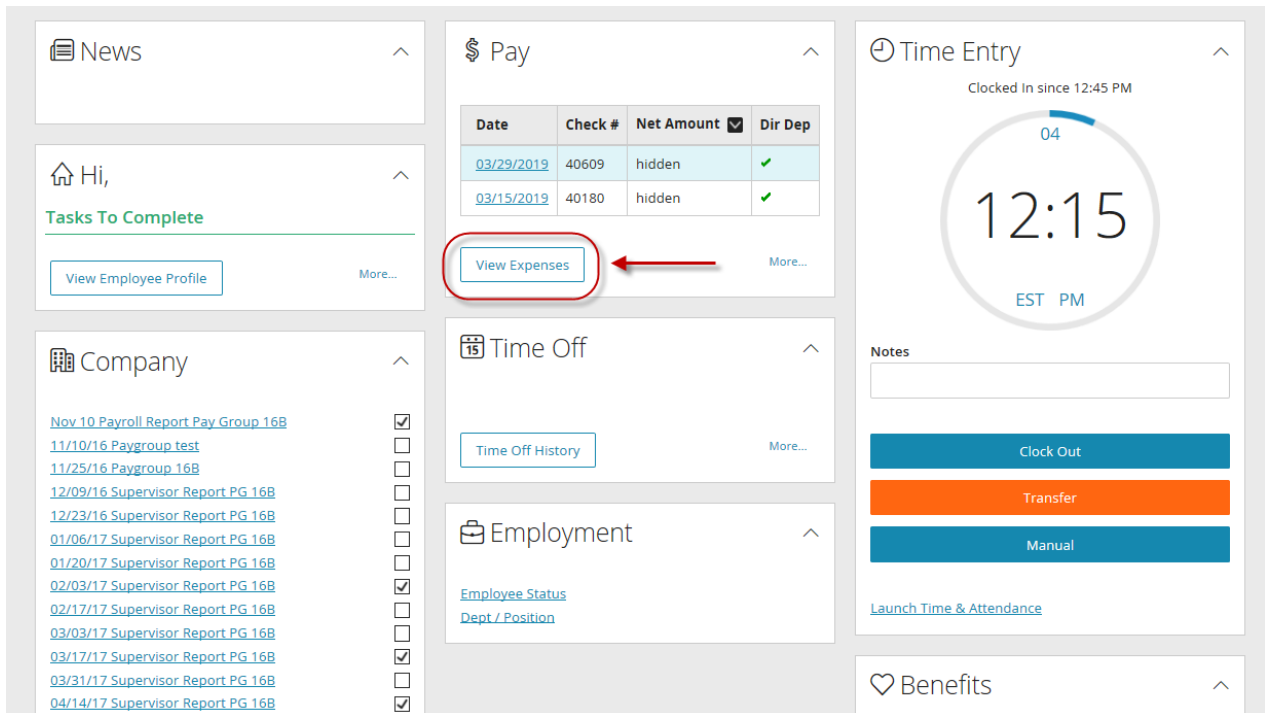 News
Hi,
Tasks To Complete
View Employee Profile
More...
Company
Nov 10 Payroll Report Pay Group 16B
11/10/16 Paygroup test
11/25/16 Paygroup 16B
12/09/16 Supervisor Report PG 16B
12/23/16 Supervisor Report PG 16B
01/06/17 Supervisor Report PG 16B
01/20/17 Supervisor Report PG 16B
02/03/17 Supervisor Report PG 16B
02/17/17 Supervisor Report PG 16B
03/03/17 Supervisor Report PG 16B
03/17/17 Supervisor Report PG 16B
03/31/17 Supervisor Report PG 16B
04/14/17 Supervisor Report PG 16B
$ Pay
Date Check # Net Amount Dir Dep
03/29/2019 40609 hidden
03/15/2019 40180 hidden
View Expenses
More...
15 Time Off
Time Off History
More...
Employment
Employee Status
Dept / Position
Time Entry
Clocked In since 12:45 PM
04
12:15
EST PM
Notes
Clock Out
Transfer
Manual
Launch Time & Attendance
Benefits